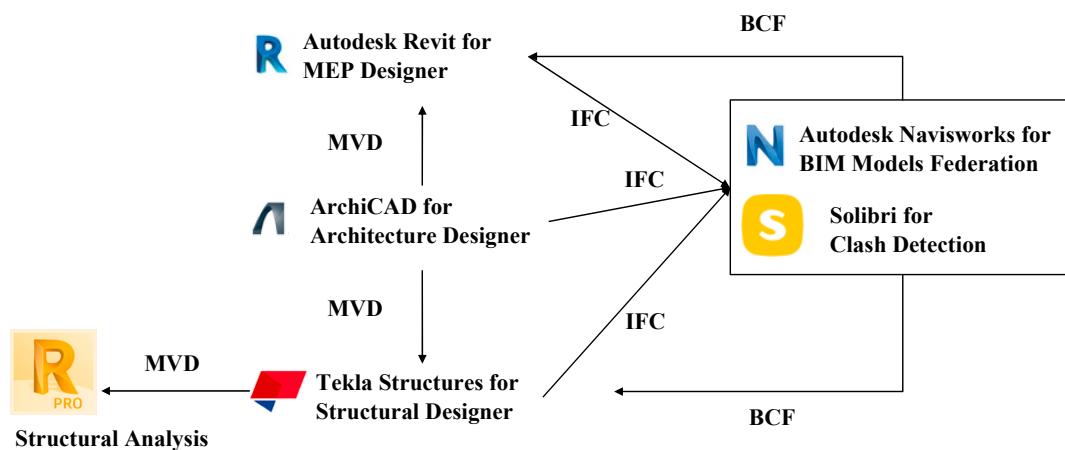 BCF
Autodesk Revit for
MEP Designer
IFC
MVD
Autodesk Navisworks for
BIM Models Federation
IFC
ArchiCAD for
Architecture Designer
S
Solibri for
Clash Detection
MVD
IFC
MVD
R
PRO
Tekla Structures for
Structural Designer
BCF
Structural Analysis